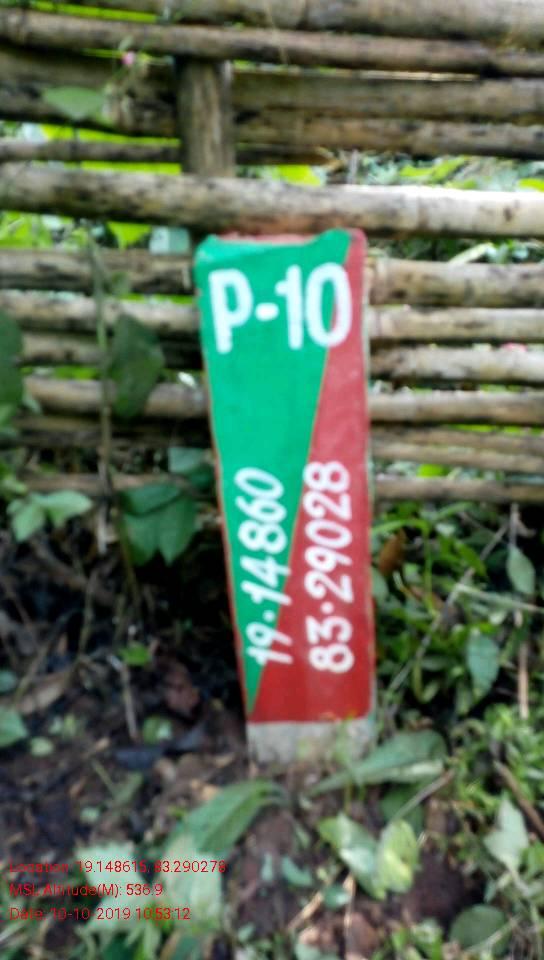 P-10
19.14860
83.29028
Location: 19.148615, 83.290278
MSL Altitude(M): 536.9
Date: 10-10-2019 10:53:12